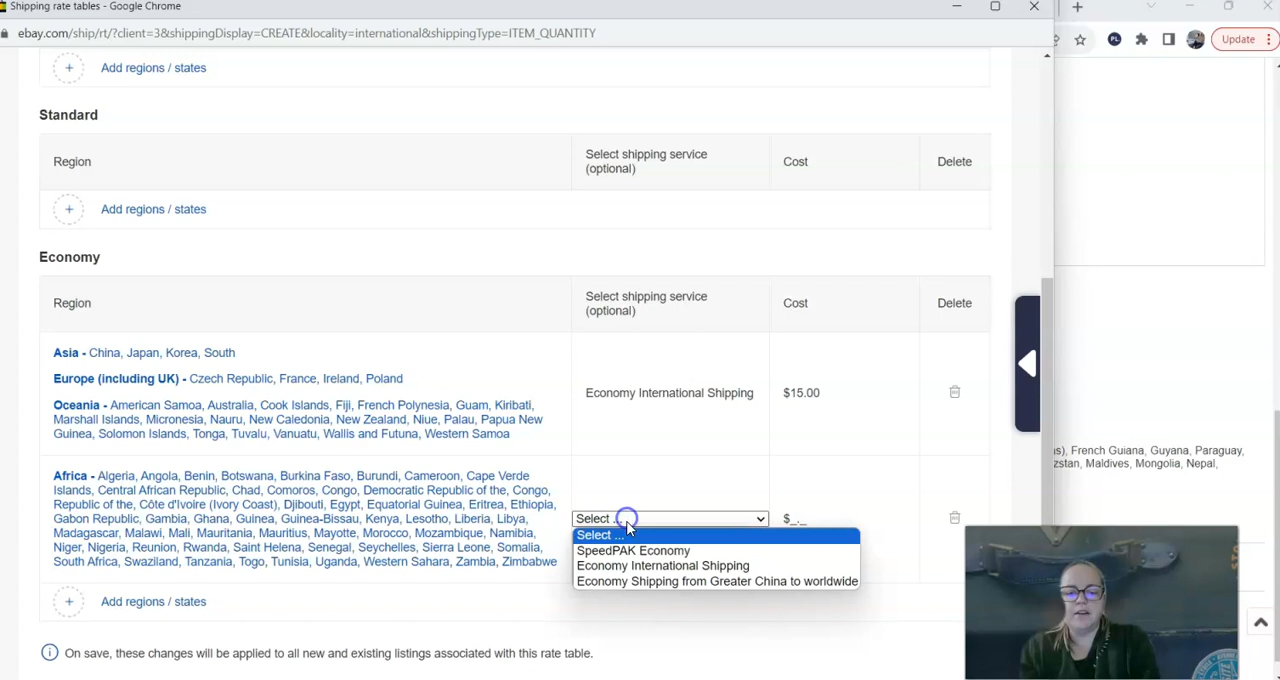 Shipping rate tables - Google Chrome
ebay.com/ship/rt/?client=3&shippingDisplay=CREATE&locality=international&shippingType=ITEM_QUANTITY
PL
Update
+ Add regions / states
Standard
Region
Select shipping service
(optional)
Cost
Delete
+ Add regions / states
Economy
Region
Select shipping service
(optional)
Cost
Delete
Asia - China, Japan, Korea, South
Europe (including UK) - Czech Republic, France, Ireland, Poland
Oceania - American Samoa, Australia, Cook Islands, Fiji, French Polynesia, Guam, Kiribati,
Marshall Islands, Micronesia, Nauru, New Caledonia, New Zealand, Niue, Palau, Papua New
Guinea, Solomon Islands, Tonga, Tuvalu, Vanuatu, Wallis and Futuna, Western Samoa
Economy International Shipping
$15.00
Africa - Algeria, Angola, Benin, Botswana, Burkina Faso, Burundi, Cameroon, Cape Verde
Islands, Central African Republic, Chad, Comoros, Congo, Democratic Republic of the, Congo,
Republic of the, Côte d'Ivoire (Ivory Coast), Djibouti, Egypt, Equatorial Guinea, Eritrea, Ethiopia,
Gabon Republic, Gambia, Ghana, Guinea, Guinea-Bissau, Kenya, Lesotho, Liberia, Libya,
Madagascar, Malawi, Mali, Mauritania, Mauritius, Mayotte, Morocco, Mozambique, Namibia,
Niger, Nigeria, Reunion, Rwanda, Saint Helena, Senegal, Seychelles, Sierra Leone, Somalia,
South Africa, Swaziland, Tanzania, Togo, Tunisia, Uganda, Western Sahara, Zambia, Zimbabwe
Select ...
$_._
Select ...
SpeedPAK Economy
Economy International Shipping
Economy Shipping from Greater China to worldwide
+ Add regions / states
On save, these changes will be applied to all new and existing listings associated with this rate table.
French Guiana, Guyana, Paraguay,
Maldives, Mongolia, Nepal,